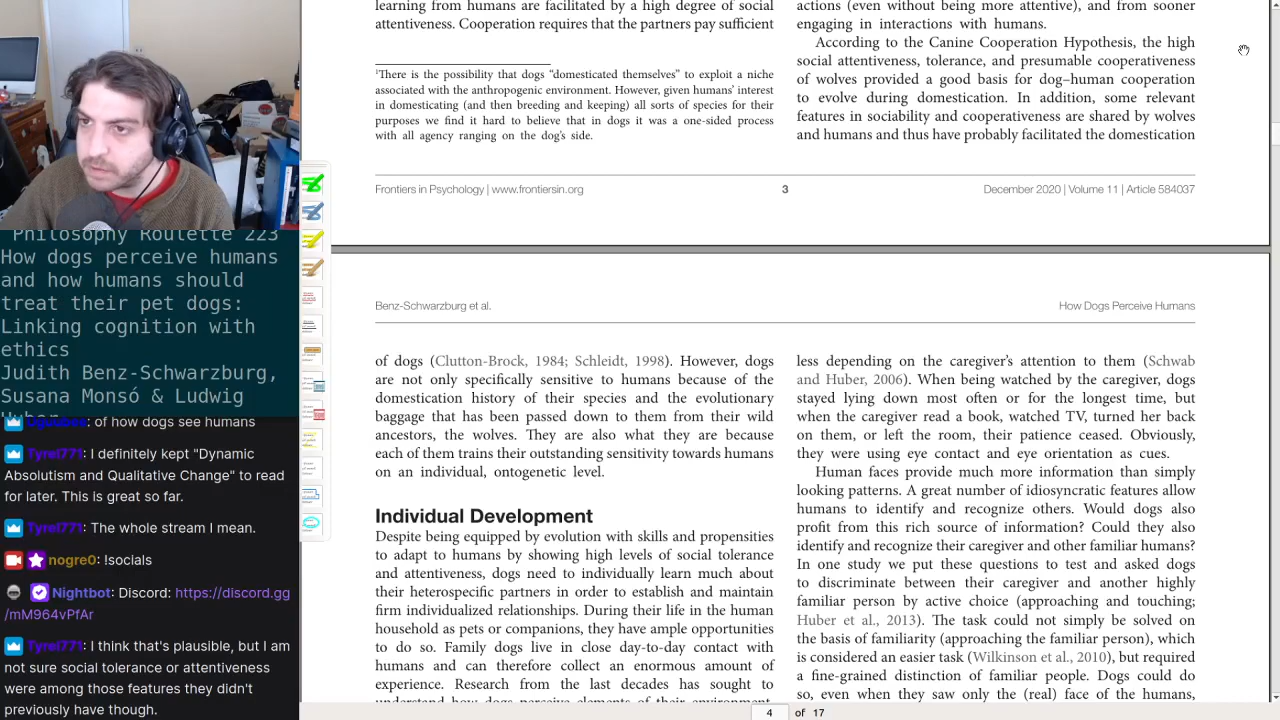 Philosophy Roulette 223
How dogs perceive humans
and how humans should
treat their pet dogs:
Linking cognition with
ethics
Judith Benz-Schwarzburg,
Susana Monsó & Ludwig
Huber
DgGubee: of how dogs see humans
Tyrel771: I definitely kept "Dynamic
Absolutism and Qualitative Change" to read
for later. This is great so far.
Tyrel771: The whole stream I mean.
nogre0: !socials
Nightbot: Discord: https://discord.gg
/mM964vPfAr
Tyrel771: I think that's plausible, but I am
not sure social tolerance or attentiveness
were among those features they didn't
previously have though.
learning from humans are facilitated by a high degree of social
attentiveness. Cooperation requires that the partners pay sufficient
1There is the possibility that dogs “domesticated themselves” to exploit a niche
associated with the anthropogenic environment. However, given humans’ interest
in domesticating (and then breeding and keeping) all sorts of species for their
purposes we find it hard to believe that in dogs it was a one-sided process
with all agency ranging on the dog’s side.
actions (even without being more attentive), and from sooner
engaging in interactions with humans.
According to the Canine Cooperation Hypothesis, the high
social attentiveness, tolerance, and presumable cooperativeness
of wolves provided a good basis for dog–human cooperation
to evolve during domestication. In addition, some relevant
features in sociability and cooperativeness are shared by wolves
and humans and thus have probably facilitated the domestication
Frontiers in Psychology | www.frontiersin.org
3
December 2020 | Volume 11 | Article 584037
Benz-Schwarzburg et al.
How Dogs Perceive Humans
of dogs (Clutton-Brock, 1984; Schleidt, 1998). However, dogs
are not only specifically sensitive to humans because of the
domestication history of their species and the evolutionary
baggage that was passed on to them from their canine
ancestors, the wolves. They are also what they are because
each of them gains their outstanding sensitivity towards humans
on an individual ontogenetic level.
Individual Development
Despite being equipped by evolution with skills and propensities
to adapt to humans by showing high levels of social tolerance
and attentiveness, dogs need to individually learn much about
their heterospecific partners in order to establish and maintain
firm individualized relationships. During their life in the human
household as pets or companions, they have ample opportunities
to do so. Family dogs live in close day-to-day contact to
humans and can therefore collect an enormous amount of
experience. Research from the last decades has sought to
understand how dogs perceive elements of their environment,
less depending on the caregiver’s attention to them (Schwab
and Huber, 2006). When being watched by the caregiver, dogs
stayed lying down most often and for the longest time than
when the caregiver read a book, watched TV, turned his back
on them, or left the room, experiencing from Obviously,
they used eye contact and eye orientation as cues.
Human faces convey much more information than showing
looking patterns or neat numbers. Idiosyncratic features allow
humans to identify and recognize others. Were dogs also
proficient in this rich source of information, are they able to
identify and recognize their caregiver and other familiar humans?
In one study we put these questions to test and asked dogs
to discriminate between their caregiver and another highly
familiar person by active choice (approaching and touching;
Huber et al., 2013). The task could not simply be solved on
the basis of familiarity (approaching the familiar person), which
is considered an easier task (Wilkinson et al., 2010), but required
a fine-grained distinction of familiar people. Dogs could do
so, even when they saw only the (real) face of the humans,
4 of 17